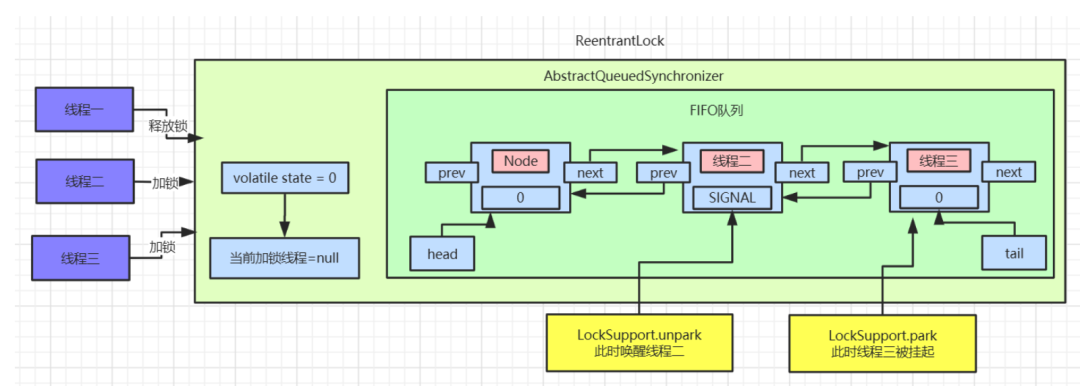 ReentrantLock
AbstractQueuedSynchronizer
FIFO队列
线程一
释放锁
线程二
加锁
线程三
加锁
volatile state = 0
当前加锁线程=null
prev
Node
next
0
prev
线程二
next
SIGNAL
prev
线程三
next
0
head
tail
LockSupport.unpark
此时唤醒线程二
LockSupport.park
此时线程三被挂起